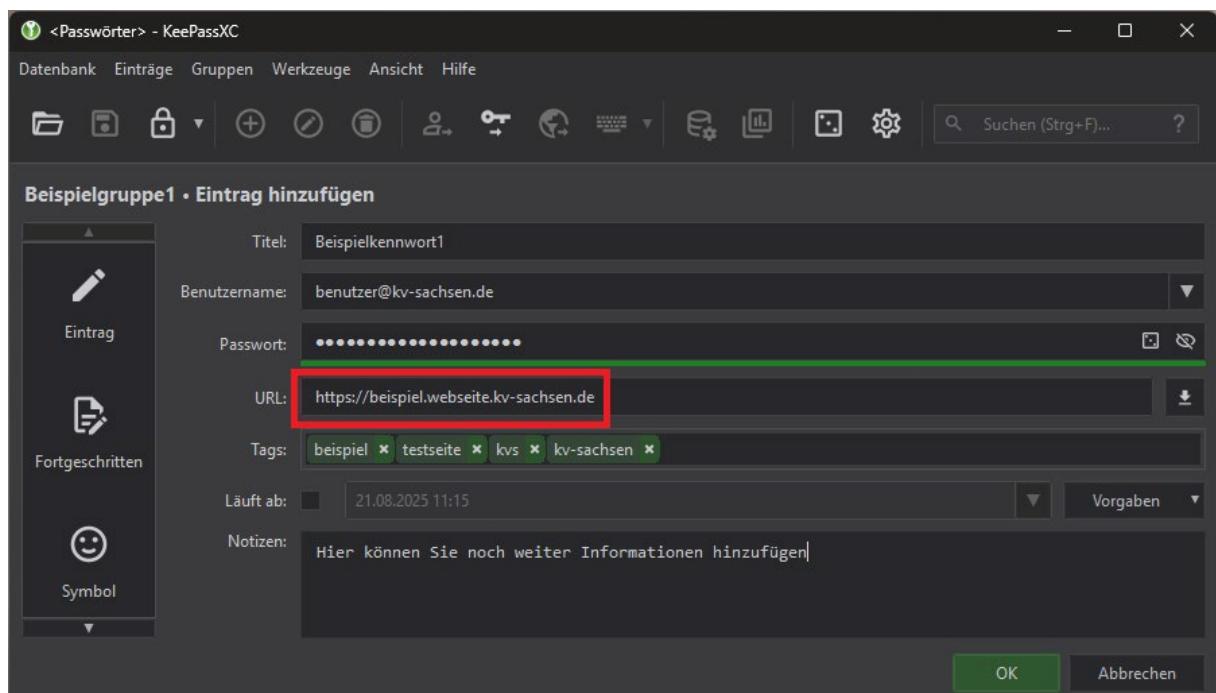 <Passwörter> - KeePassXC
Datenbank Einträge Gruppen Werkzeuge Ansicht Hilfe
Suchen (Strg+F)... ?
Beispielgruppe1 • Eintrag hinzufügen
Eintrag
Fortgeschritten
Symbol
Titel: Beispielkennwort1
Benutzername: benutzer@kv-sachsen.de
Passwort: ●●●●●●●●●●●●●●●●●●●●
URL: https://beispiel.webseite.kv-sachsen.de
Tags: beispiel × testseite × kvs × kv-sachsen ×
Läuft ab: 21.08.2025 11:15 Vorgaben
Notizen: Hier können Sie noch weiter Informationen hinzufügen
OK Abbrechen